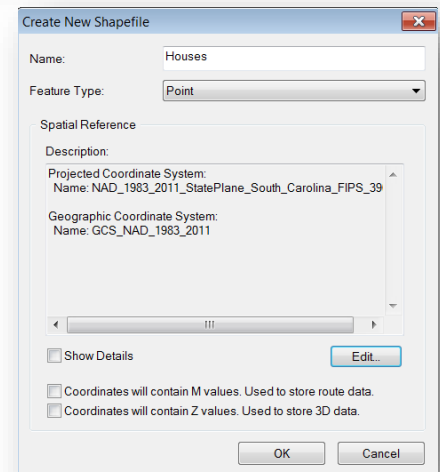 Create New Shapefile
Name: Houses
Feature Type: Point
Spatial Reference
Description:
Projected Coordinate System:
Name: NAD_1983_2011_StatePlane_South_Carolina_FIPS_39
Geographic Coordinate System:
Name: GCS_NAD_1983_2011
Show Details
Edit...
Coordinates will contain M values. Used to store route data.
Coordinates will contain Z values. Used to store 3D data.
OK Cancel